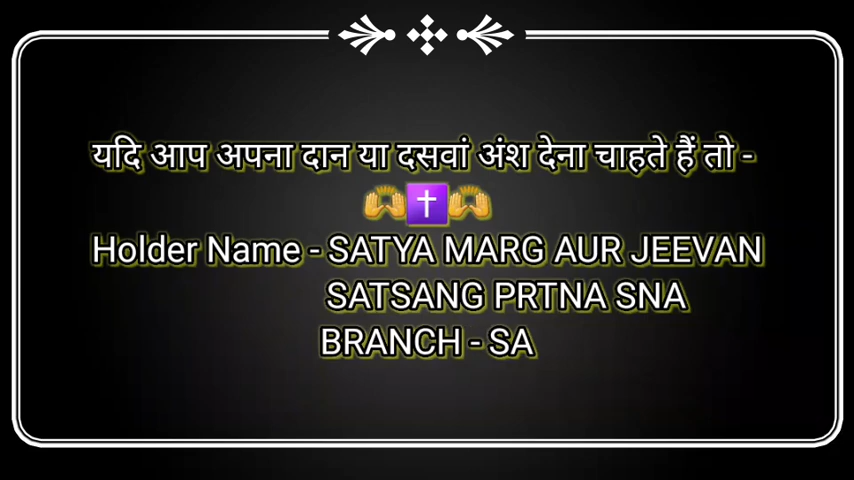 यदि आप अपना दान या दसवां अंश देना चाहते हैं तो -
🙌✝️🙌
Holder Name - SATYA MARG AUR JEEVAN
SATSANG PRTNA SNA
BRANCH - SA